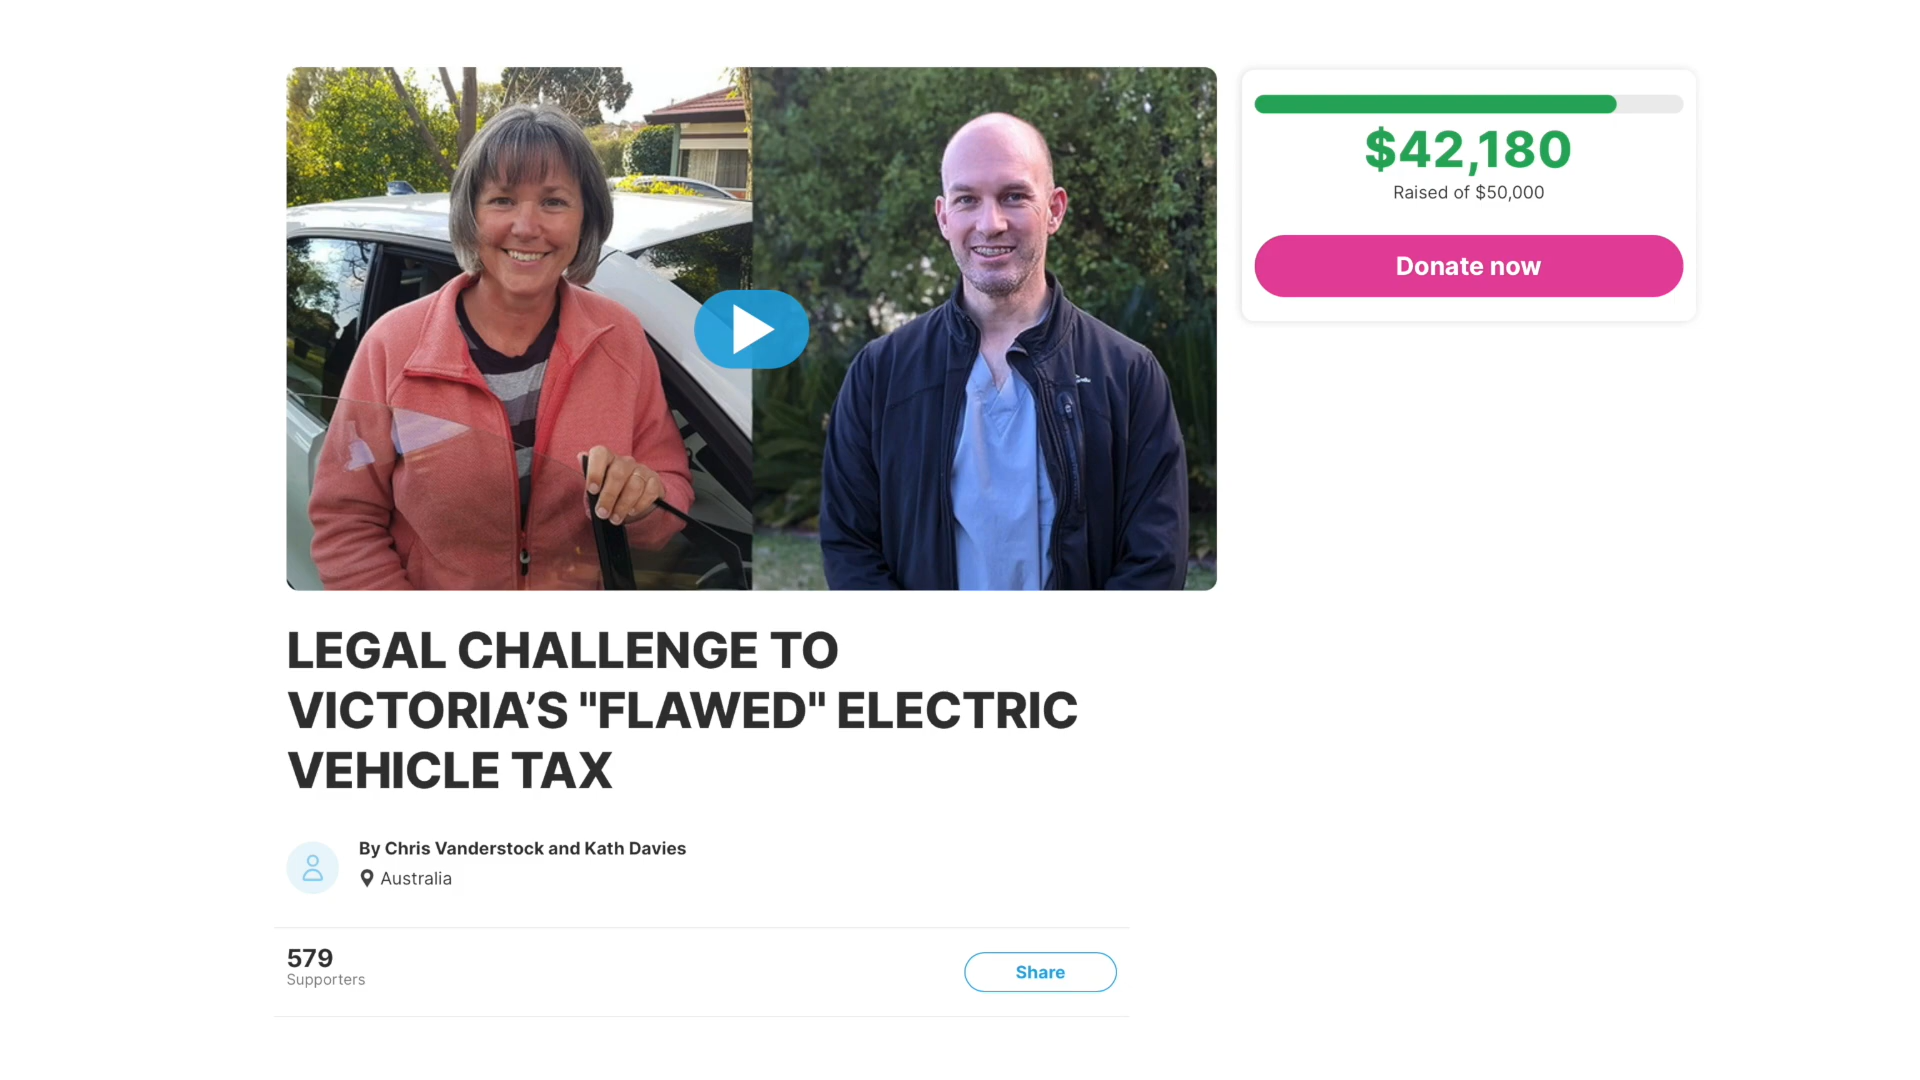 $42,180
Raised of $50,000
Donate now
LEGAL CHALLENGE TO
VICTORIA’S "FLAWED" ELECTRIC
VEHICLE TAX
By Chris Vanderstock and Kath Davies
Australia
579
Supporters
Share